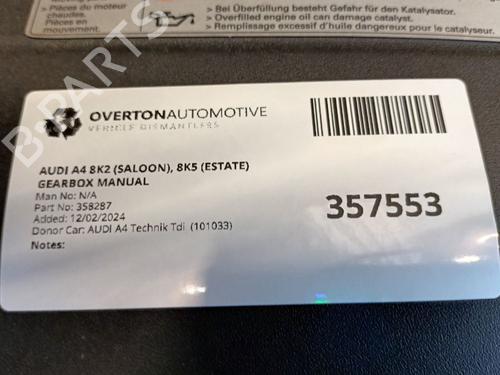 > Pièces du moteur chaudes.
Pièces en mouvement.
> Bei Überfüllung besteht Gefahr für den Katalysator.
> Overfilled engine oil can damage catalyst.
> Remplissage excessif d'huile dangereux pour le catalyseur.
OVERTONAUTOMOTIVE
VEHICLE DISMANTLERS
AUDI A4 8K2 (SALOON), 8K5 (ESTATE)
GEARBOX MANUAL
Man No: N/A
Part No: 358287
Added: 12/02/2024
Donor Car: AUDI A4 Technik Tdi (101033)
Notes:
357553
B-PARTS